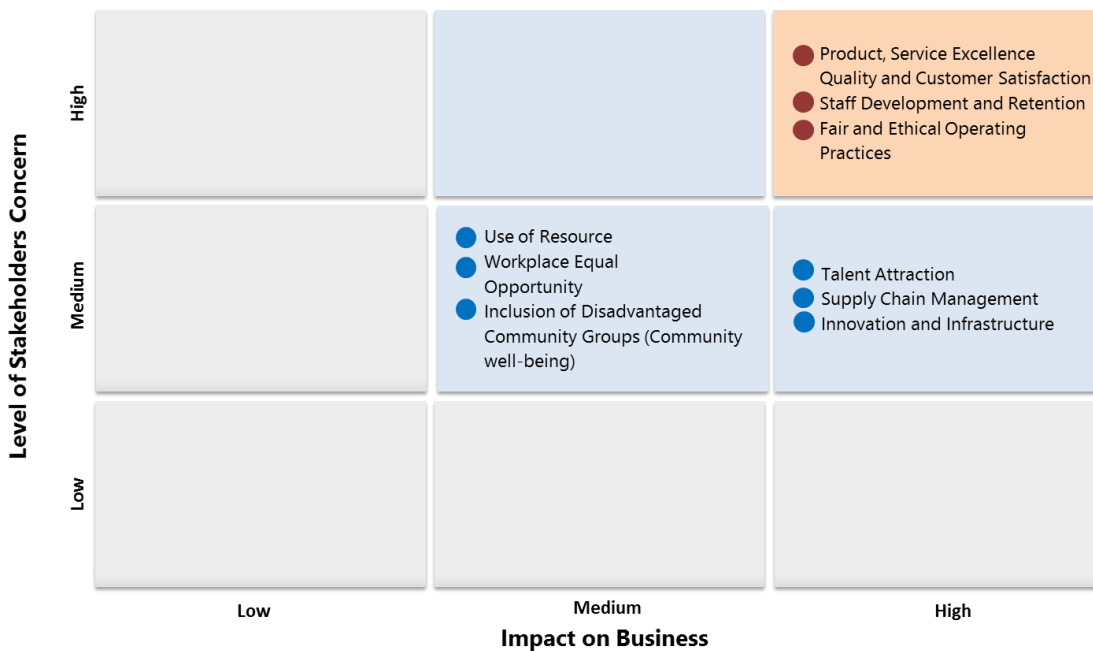 Level of Stakeholders Concern
High
Product, Service Excellence
Quality and Customer Satisfaction
Staff Development and Retention
Fair and Ethical Operating
Practices
Medium
Use of Resource
Workplace Equal
Opportunity
Inclusion of Disadvantaged
Community Groups (Community
well-being)
Talent Attraction
Supply Chain Management
Innovation and Infrastructure
Low
Low
Medium
High
Impact on Business